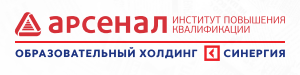 арсенал ИНСТИТУТ ПОВЫШЕНИЯ
КВАЛИФИКАЦИИ
ОБРАЗОВАТЕЛЬНЫЙ ХОЛДИНГ СИНЕРГИЯ